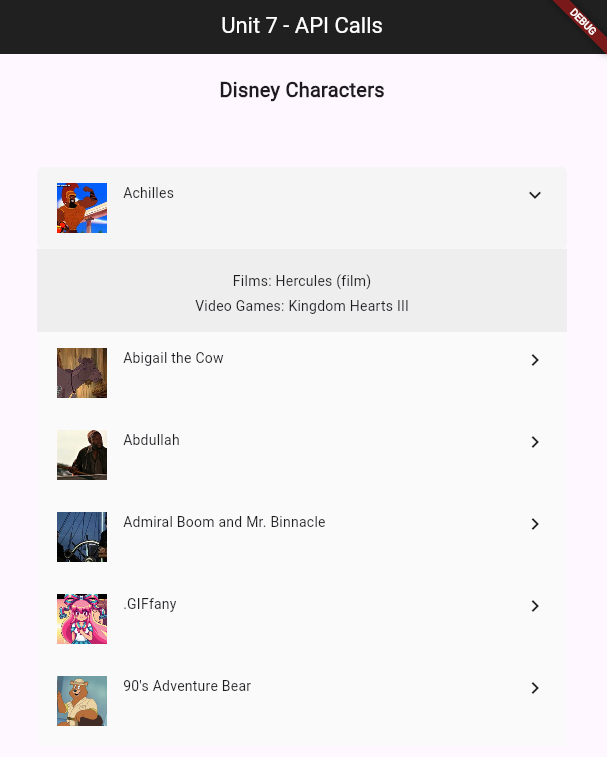 Unit 7 - API Calls
DEBUG
Disney Characters
Achilles
Films: Hercules (film)
Video Games: Kingdom Hearts III
Abigail the Cow
Abdullah
Admiral Boom and Mr. Binnacle
.GIFfany
90's Adventure Bear